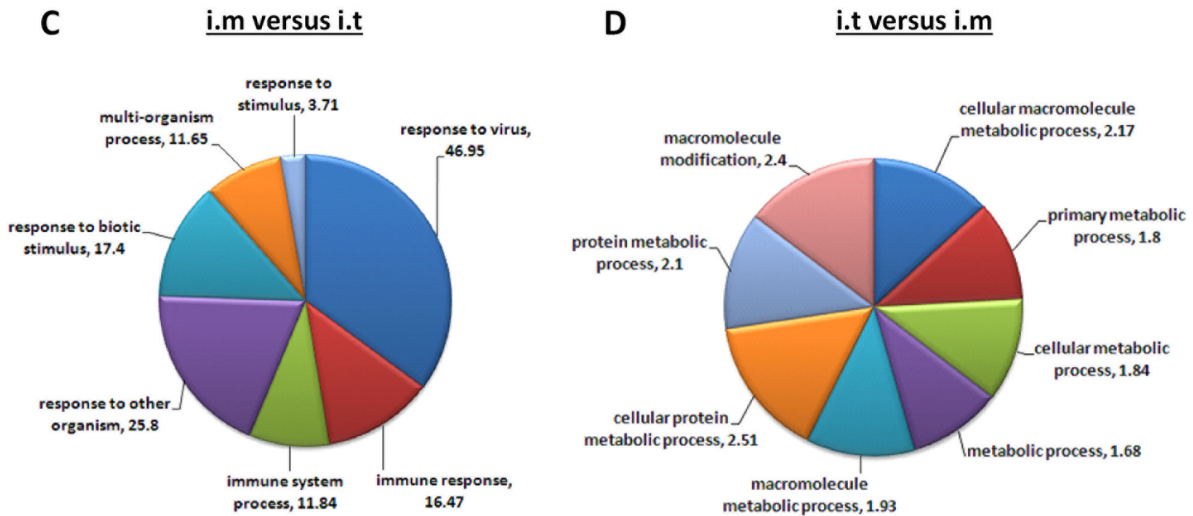 C
i.m versus i.t
response to
stimulus, 3.71
multi-organism
process, 11.65
response to virus,
46.95
response to biotic
stimulus, 17.4
response to other
organism, 25.8
immune system
process, 11.84
immune response,
16.47
D
i.t versus i.m
cellular macromolecule
metabolic process, 2.17
macromolecule
modification, 2.4
primary metabolic
process, 1.8
protein metabolic
process, 2.1
cellular metabolic
process, 1.84
cellular protein
metabolic process, 2.51
metabolic process, 1.68
macromolecule
metabolic process, 1.93